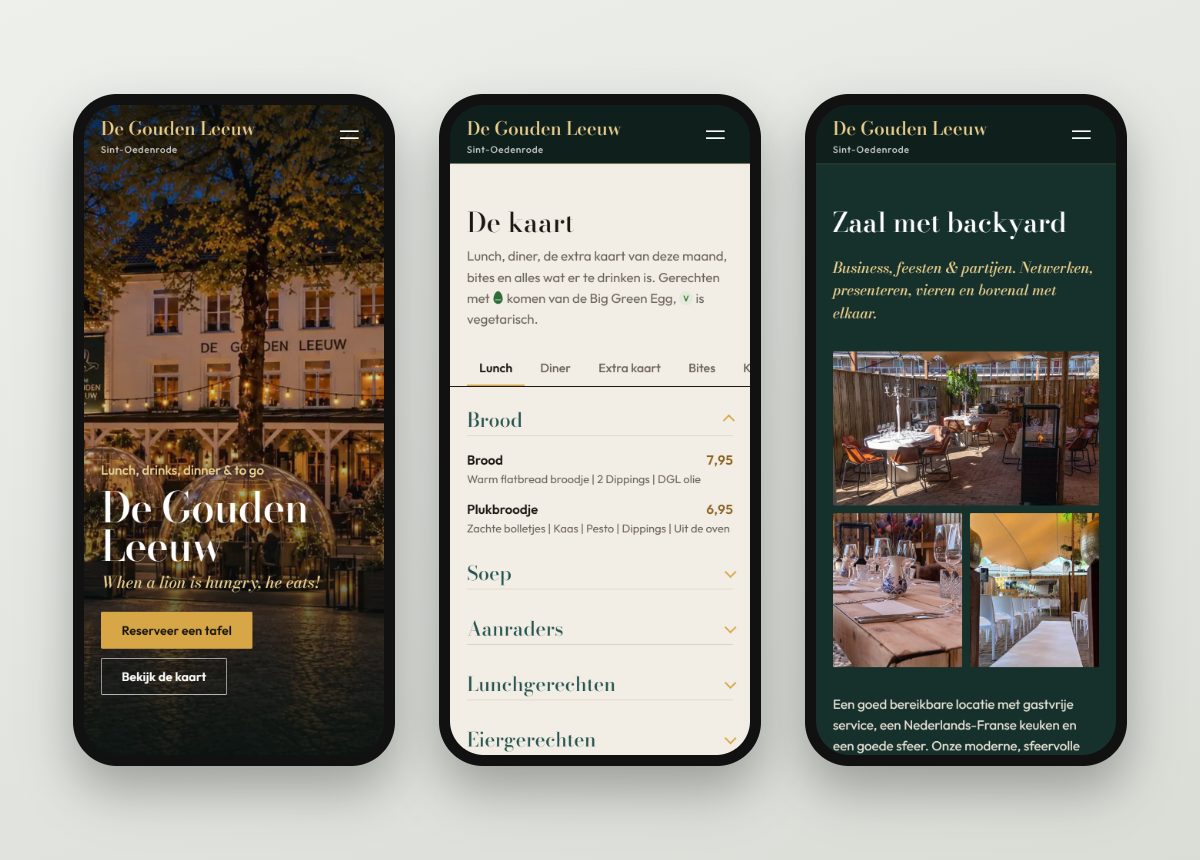 De Gouden Leeuw
Sint-Oedenrode
DE GOUDEN LEEUW
Lunch, drinks, dinner & to go
De Gouden
Leeuw
When a lion is hungry, he eats!
Reserveer een tafel
Bekijk de kaart
De Gouden Leeuw
Sint-Oedenrode
De kaart
Lunch, diner, de extra kaart van deze maand,
bites en alles wat er te drinken is. Gerechten
met komen van de Big Green Egg, V is
vegetarisch.
Lunch Diner Extra kaart Bites K
Brood
Brood 7,95
Warm flatbread broodje | 2 Dippings | DGL olie
Plukbroodje 6,95
Zachte bolletjes | Kaas | Pesto | Dippings | Uit de oven
Soep
Aanraders
Lunchgerechten
Eiergerechten
De Gouden Leeuw
Sint-Oedenrode
Zaal met backyard
Business, feesten & partijen. Netwerken,
presenteren, vieren en bovenal met
elkaar.
Een goed bereikbare locatie met gastvrije
service, een Nederlands-Franse keuken en
een goede sfeer. Onze moderne, sfeervolle